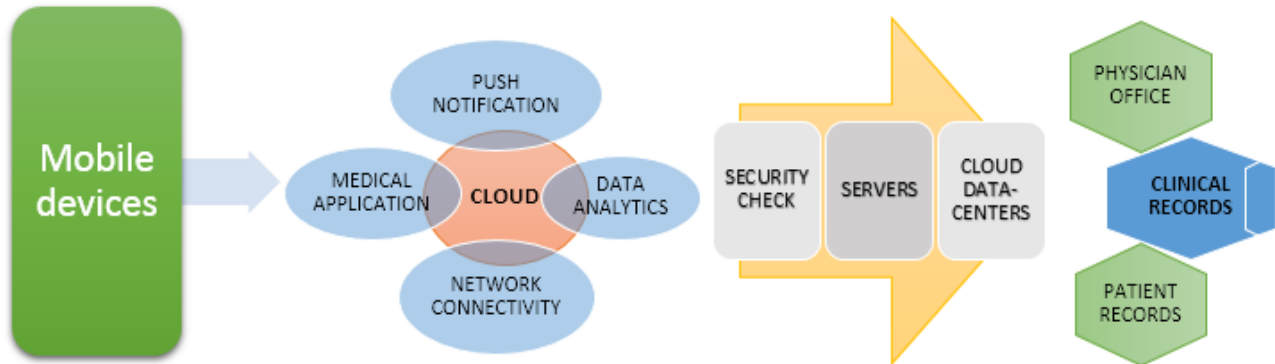 Mobile
devices
PUSH
NOTIFICATION
MEDICAL
APPLICATION
CLOUD
DATA
ANALYTICS
NETWORK
CONNECTIVITY
SECURITY
CHECK
SERVERS
CLOUD
DATA-
CENTERS
PHYSICIAN
OFFICE
CLINICAL
RECORDS
PATIENT
RECORDS